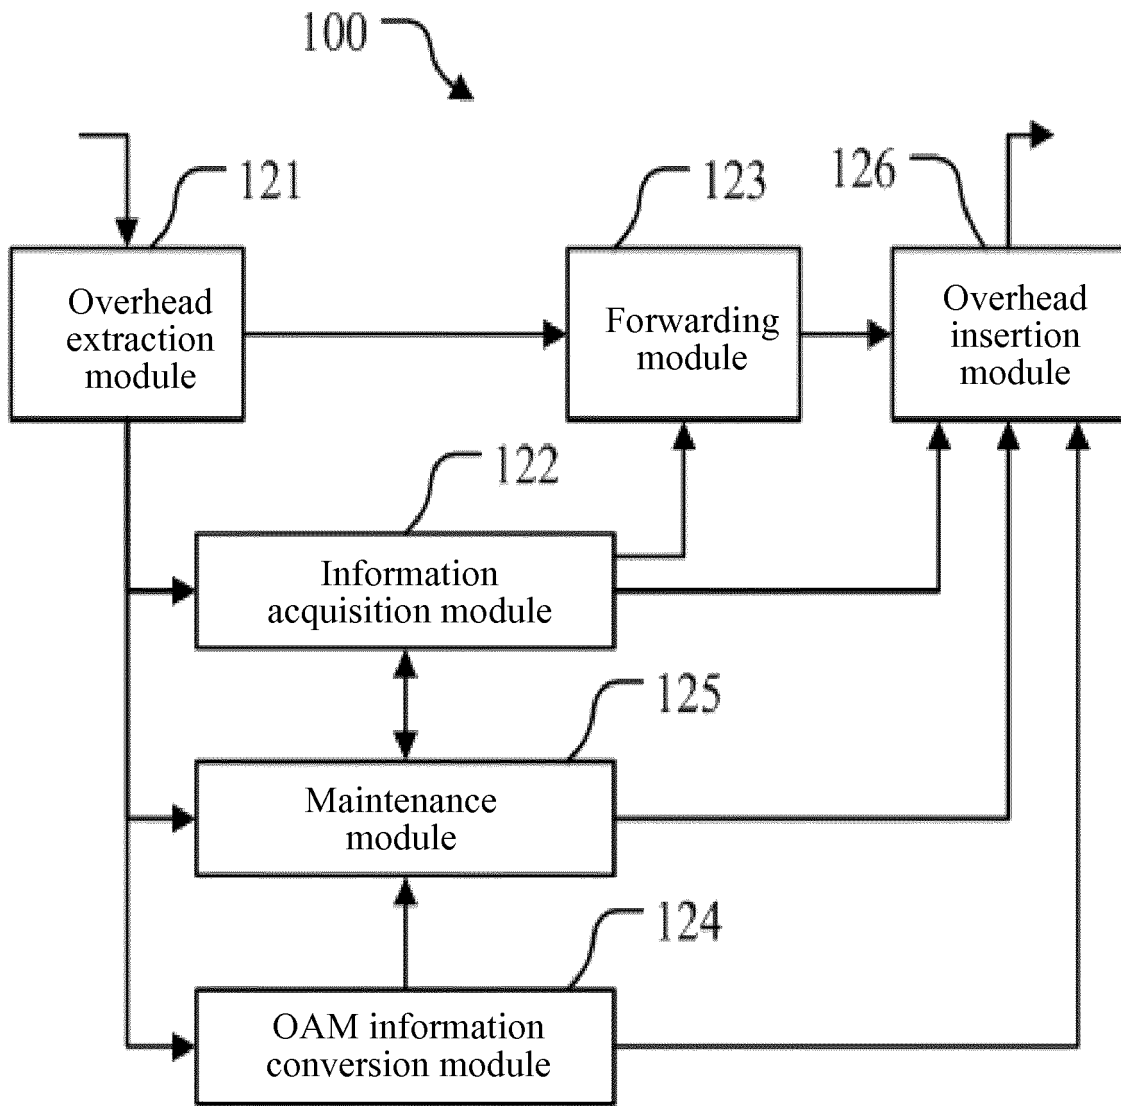 100
121
123
126
Overhead
extraction
module
Forwarding
module
Overhead
insertion
module
122
Information
acquisition module
125
Maintenance
module
124
OAM information
conversion module